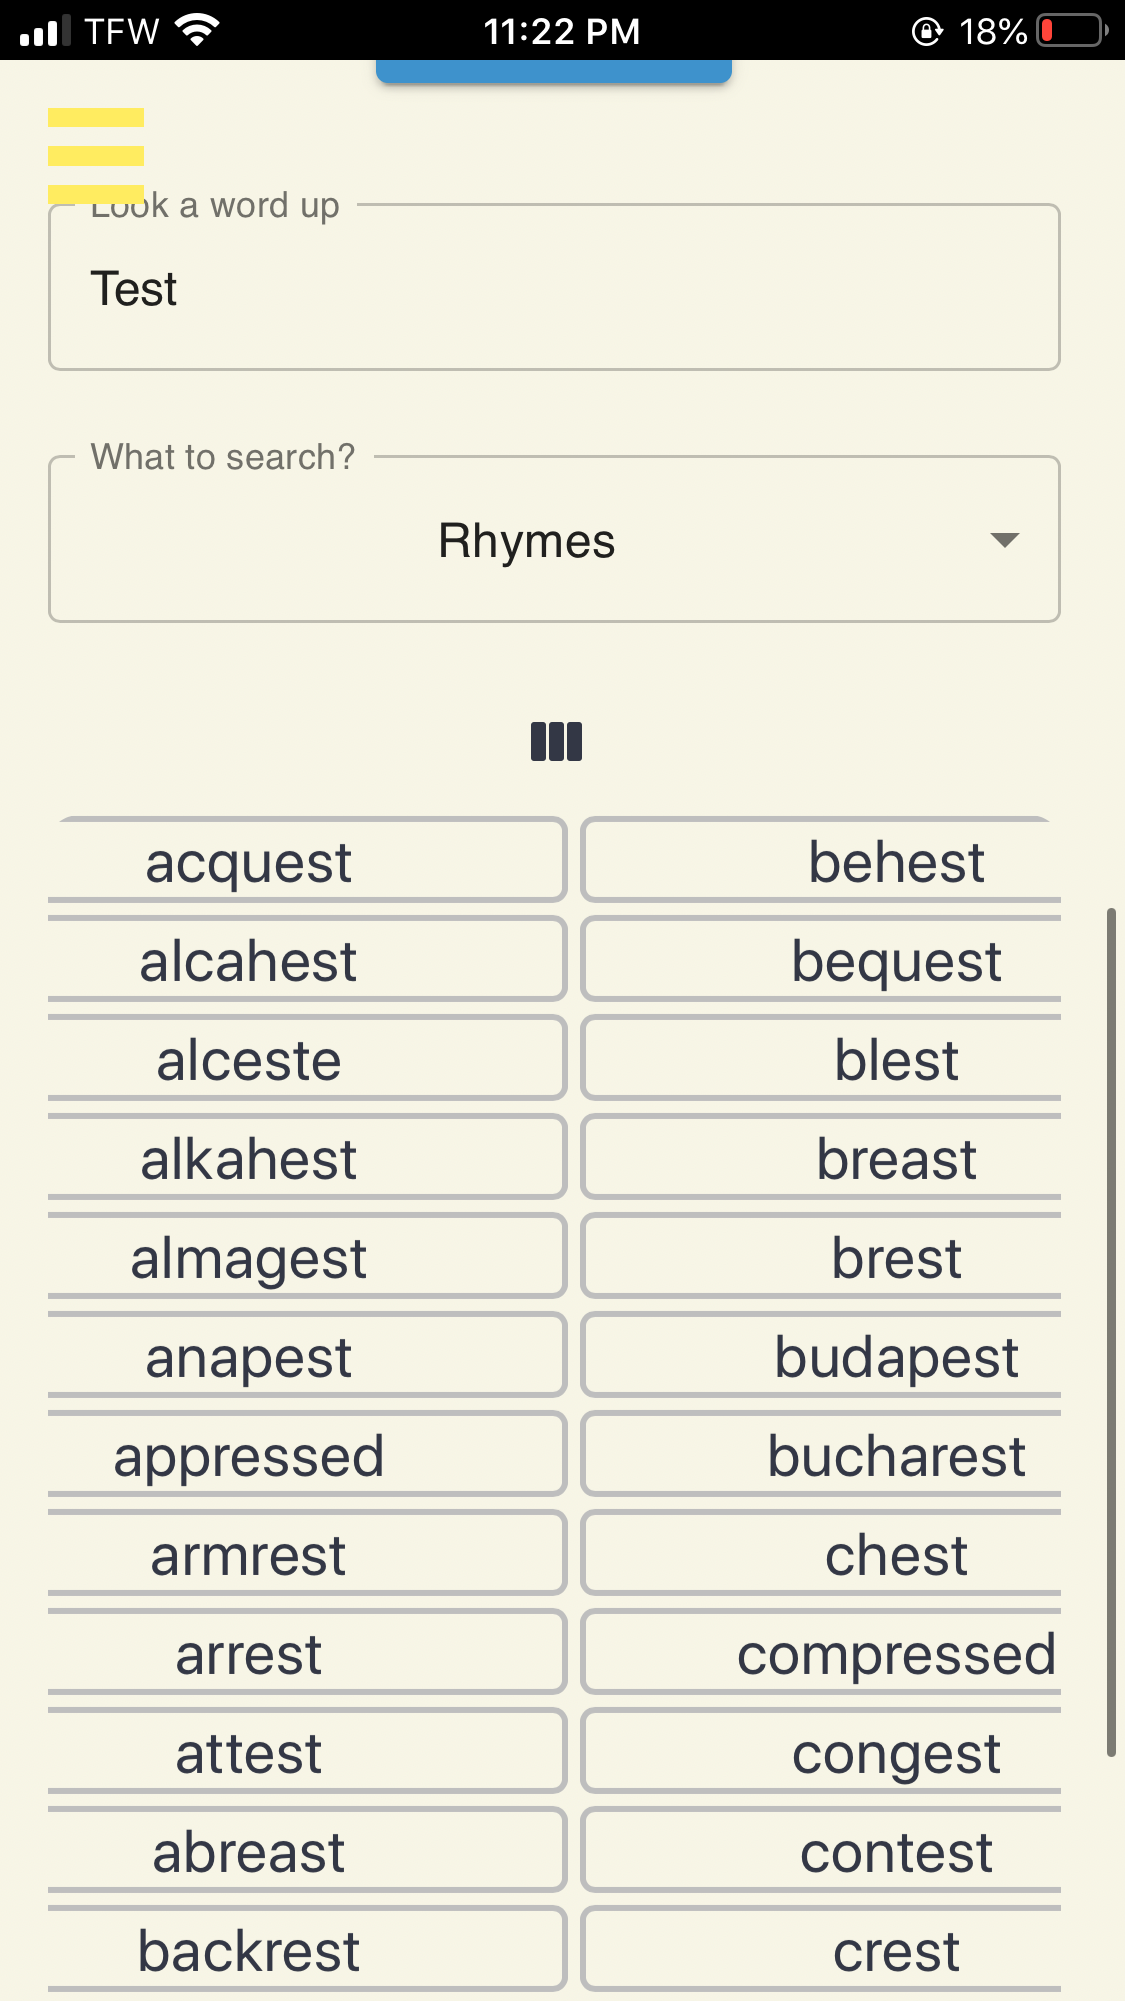 TFW 11:22 PM 18%
Look a word up
Test
What to search?
Rhymes
acquest behest
alcahest bequest
alceste blest
alkahest breast
almagest brest
anapest budapest
appressed bucharest
armrest chest
arrest compressed
attest congest
abreast contest
backrest crest